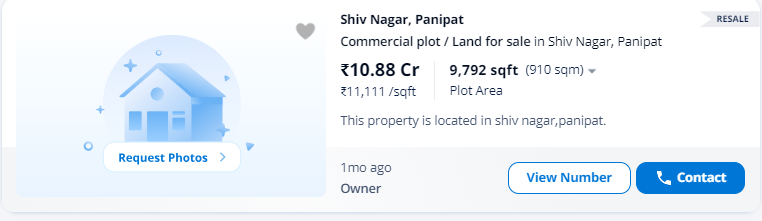 Shiv Nagar, Panipat
RESALE
Commercial plot / Land for sale in Shiv Nagar, Panipat
₹10.88 Cr
9,792 sqft (910 sqm)
₹11,111 /sqft
Plot Area
This property is located in shiv nagar,panipat.
Request Photos
1mo ago
Owner
View Number
Contact